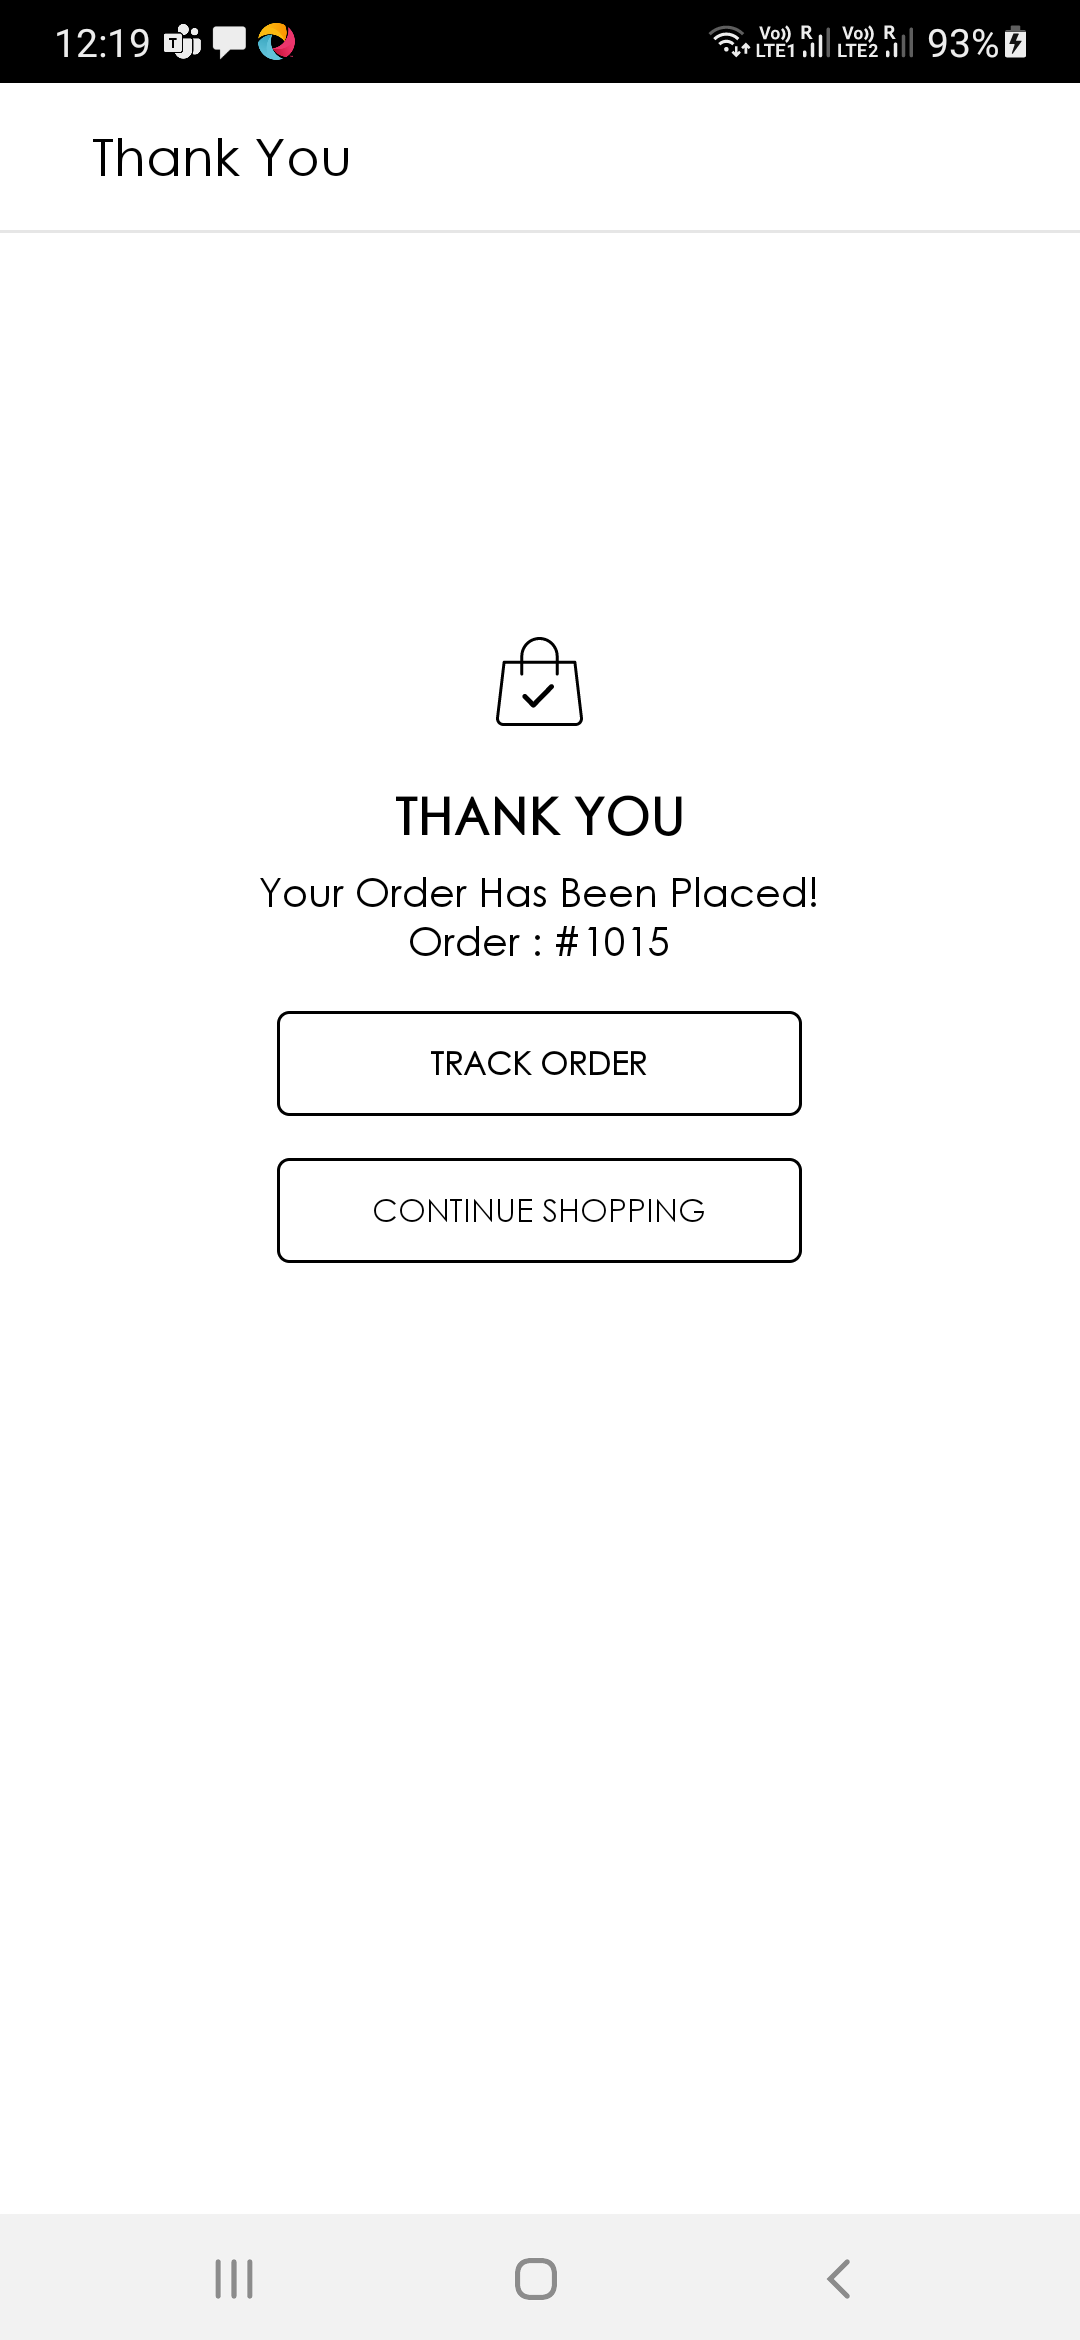 12:19
Vo)) R Vo)) R
LTE1 LTE2 93%
Thank You
THANK YOU
Your Order Has Been Placed!
Order : #1015
TRACK ORDER
CONTINUE SHOPPING